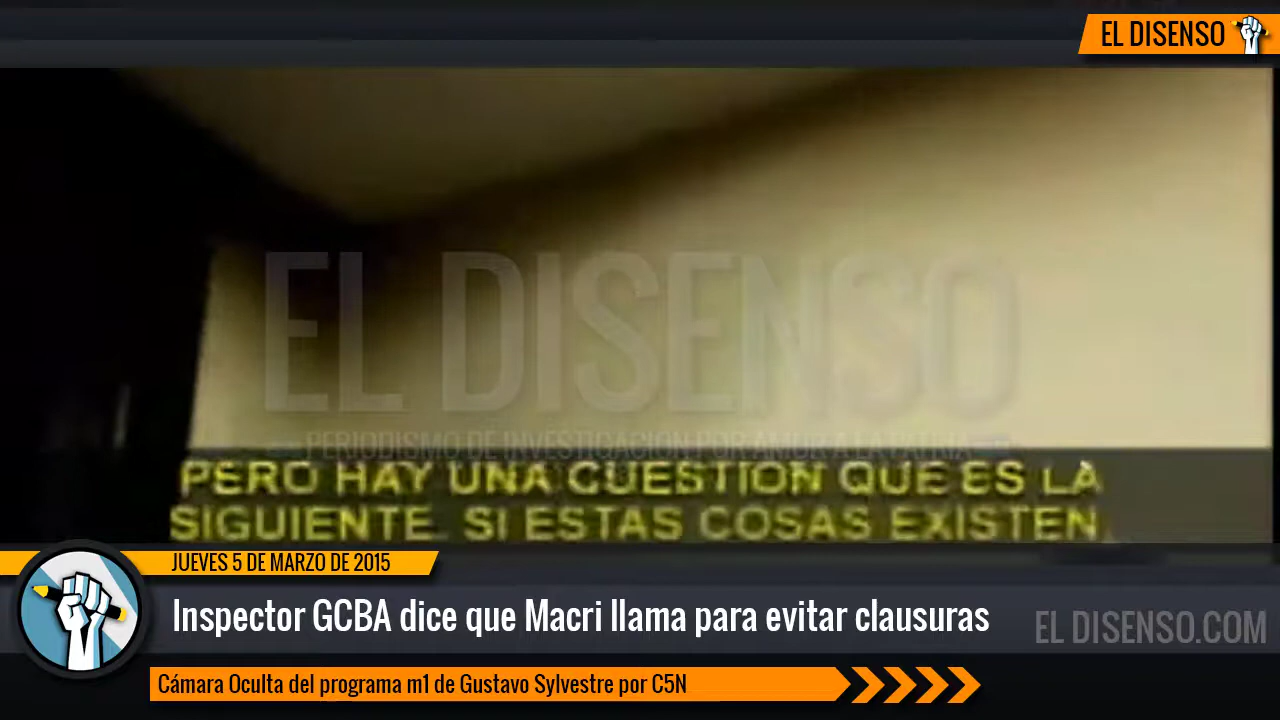 EL DISENSO
EL DISENSO
PERIODISMO DE INVESTIGACION POR AMOR A LA PATRIA
PERO HAY UNA CUESTION QUE ES LA
SIGUIENTE. SI ESTAS COSAS EXISTEN,
JUEVES 5 DE MARZO DE 2015
Inspector GCBA dice que Macri llama para evitar clausuras
EL DISENSO.COM
Cámara Oculta del programa m1 de Gustavo Sylvestre por C5N